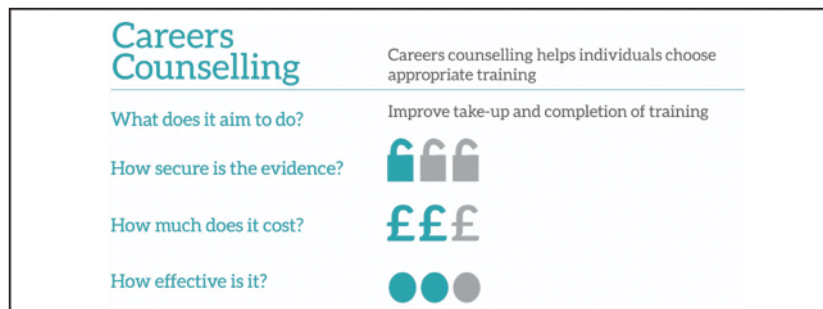 Careers
Counselling
Careers counselling helps individuals choose
appropriate training
What does it aim to do?
Improve take-up and completion of training
How secure is the evidence?
How much does it cost?
£££
How effective is it?